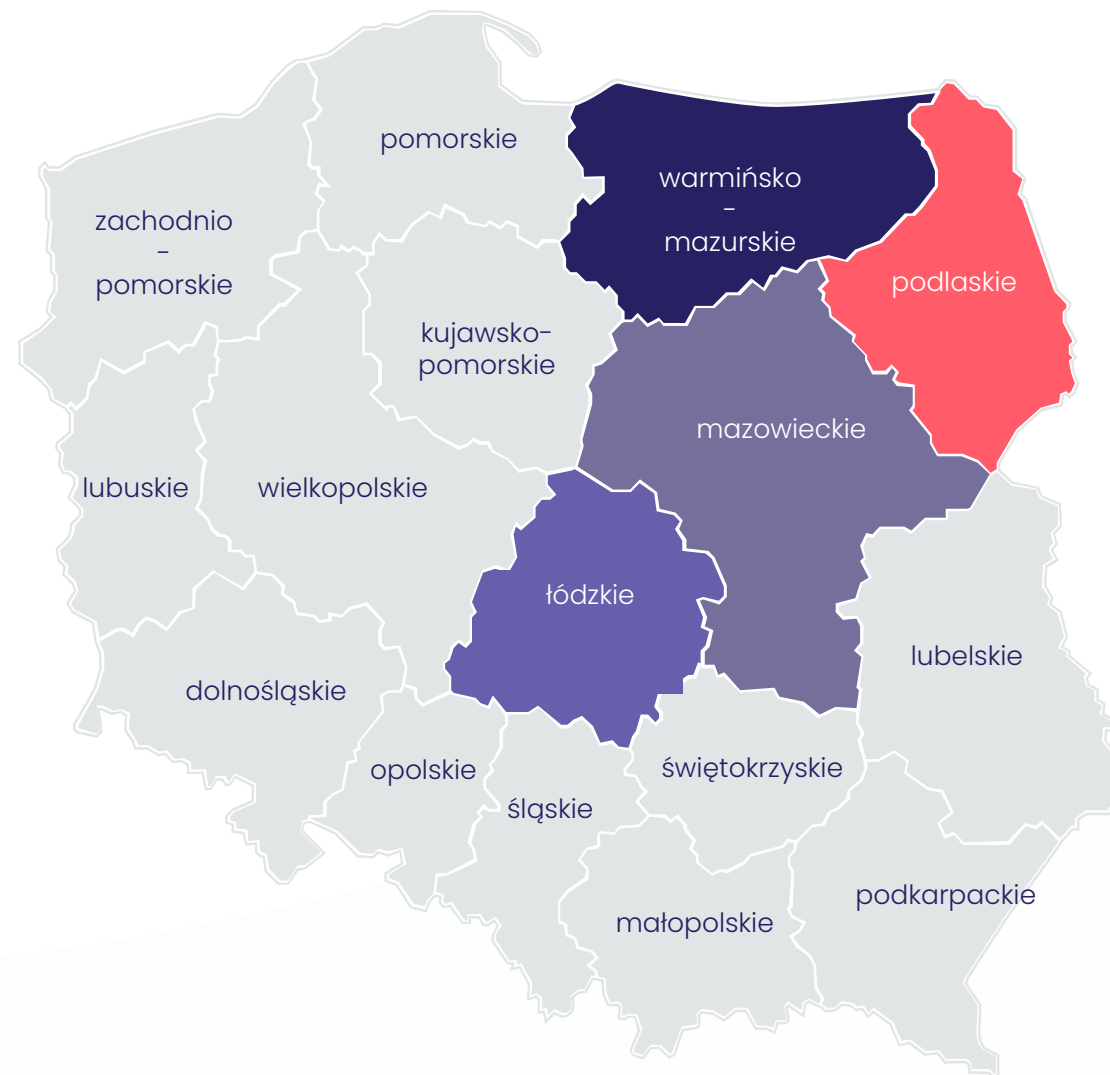 pomorskie
warmińsko
-
mazurskie
zachodnio
-
pomorskie
podlaskie
kujawsko-
pomorskie
mazowieckie
lubuskie
wielkopolskie
łódzkie
lubelskie
dolnośląskie
opolskie
świętokrzyskie
śląskie
podkarpackie
małopolskie